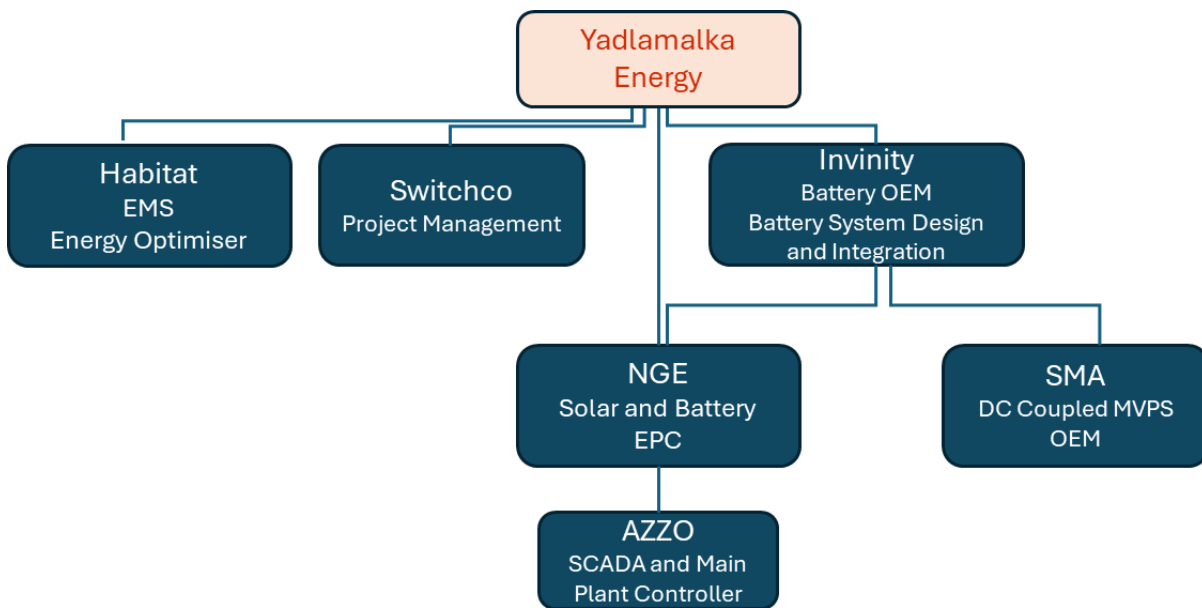 Yadlamalka
Energy
Habitat
EMS
Energy Optimiser
Switchco
Project Management
Invinity
Battery OEM
Battery System Design
and Integration
NGE
Solar and Battery
EPC
SMA
DC Coupled MVPS
OEM
AZZO
SCADA and Main
Plant Controller